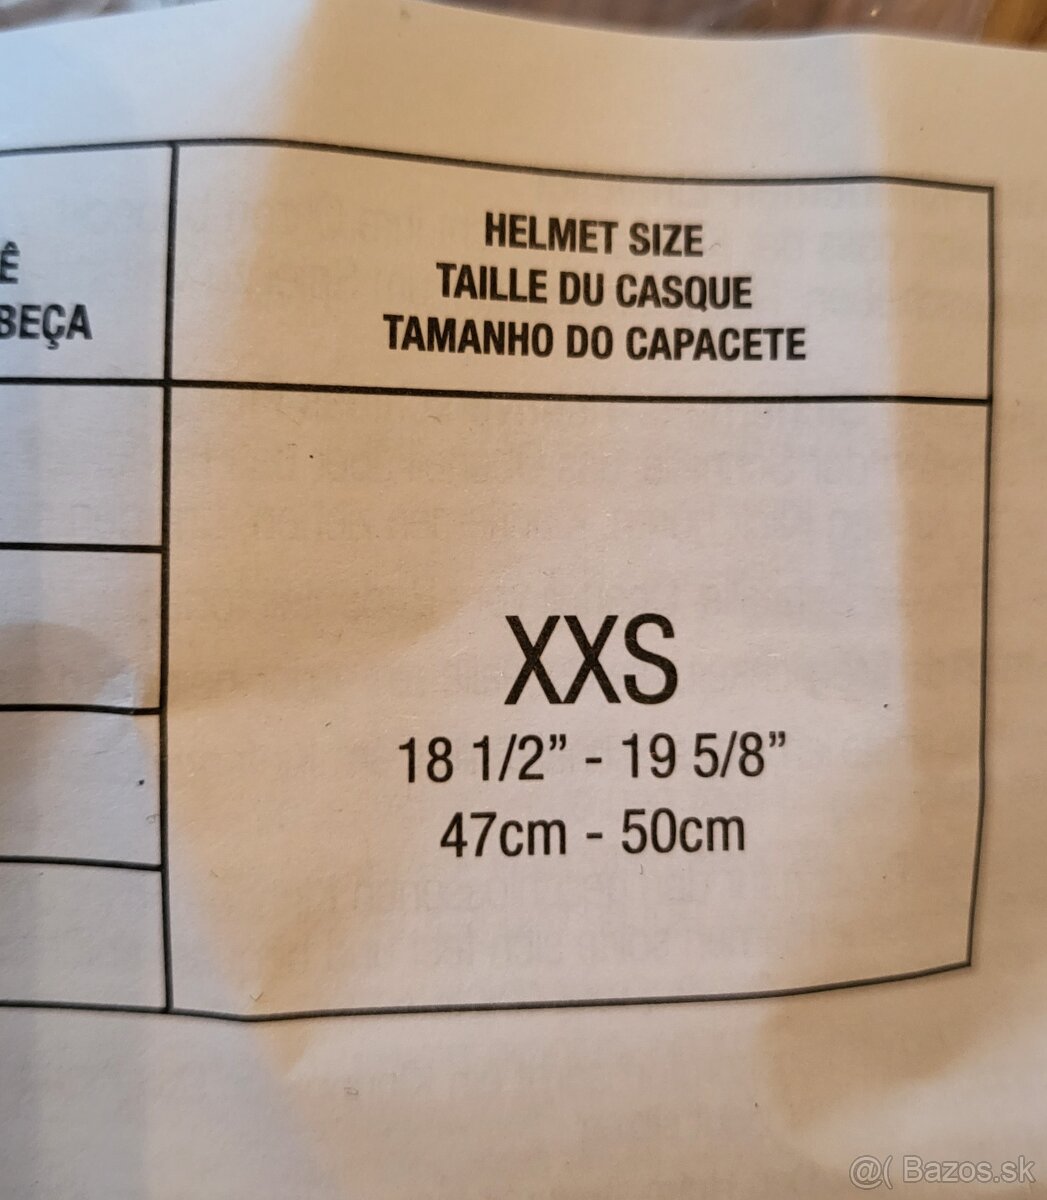 Ê
BEÇA
HELMET SIZE
TAILLE DU CASQUE
TAMANHO DO CAPACETE
XXS
18 1/2” - 19 5/8”
47cm - 50cm
@( Bazos.sk